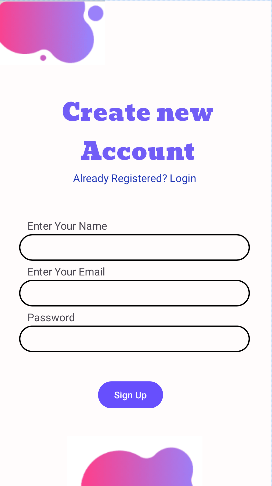 Create new
Account
Already Registered? Login
Enter Your Name
Enter Your Email
Password
Sign Up